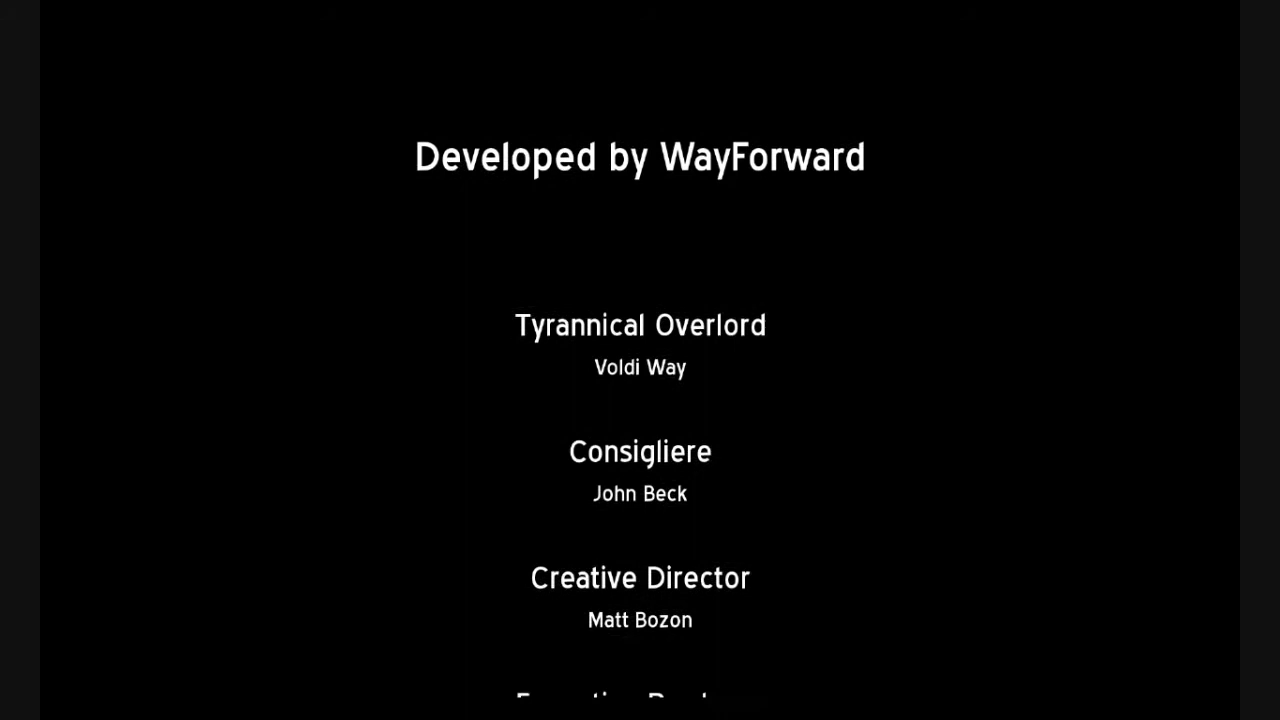 Developed by WayForward
Tyrannical Overlord
Voldi Way
Consigliere
John Beck
Creative Director
Matt Bozon